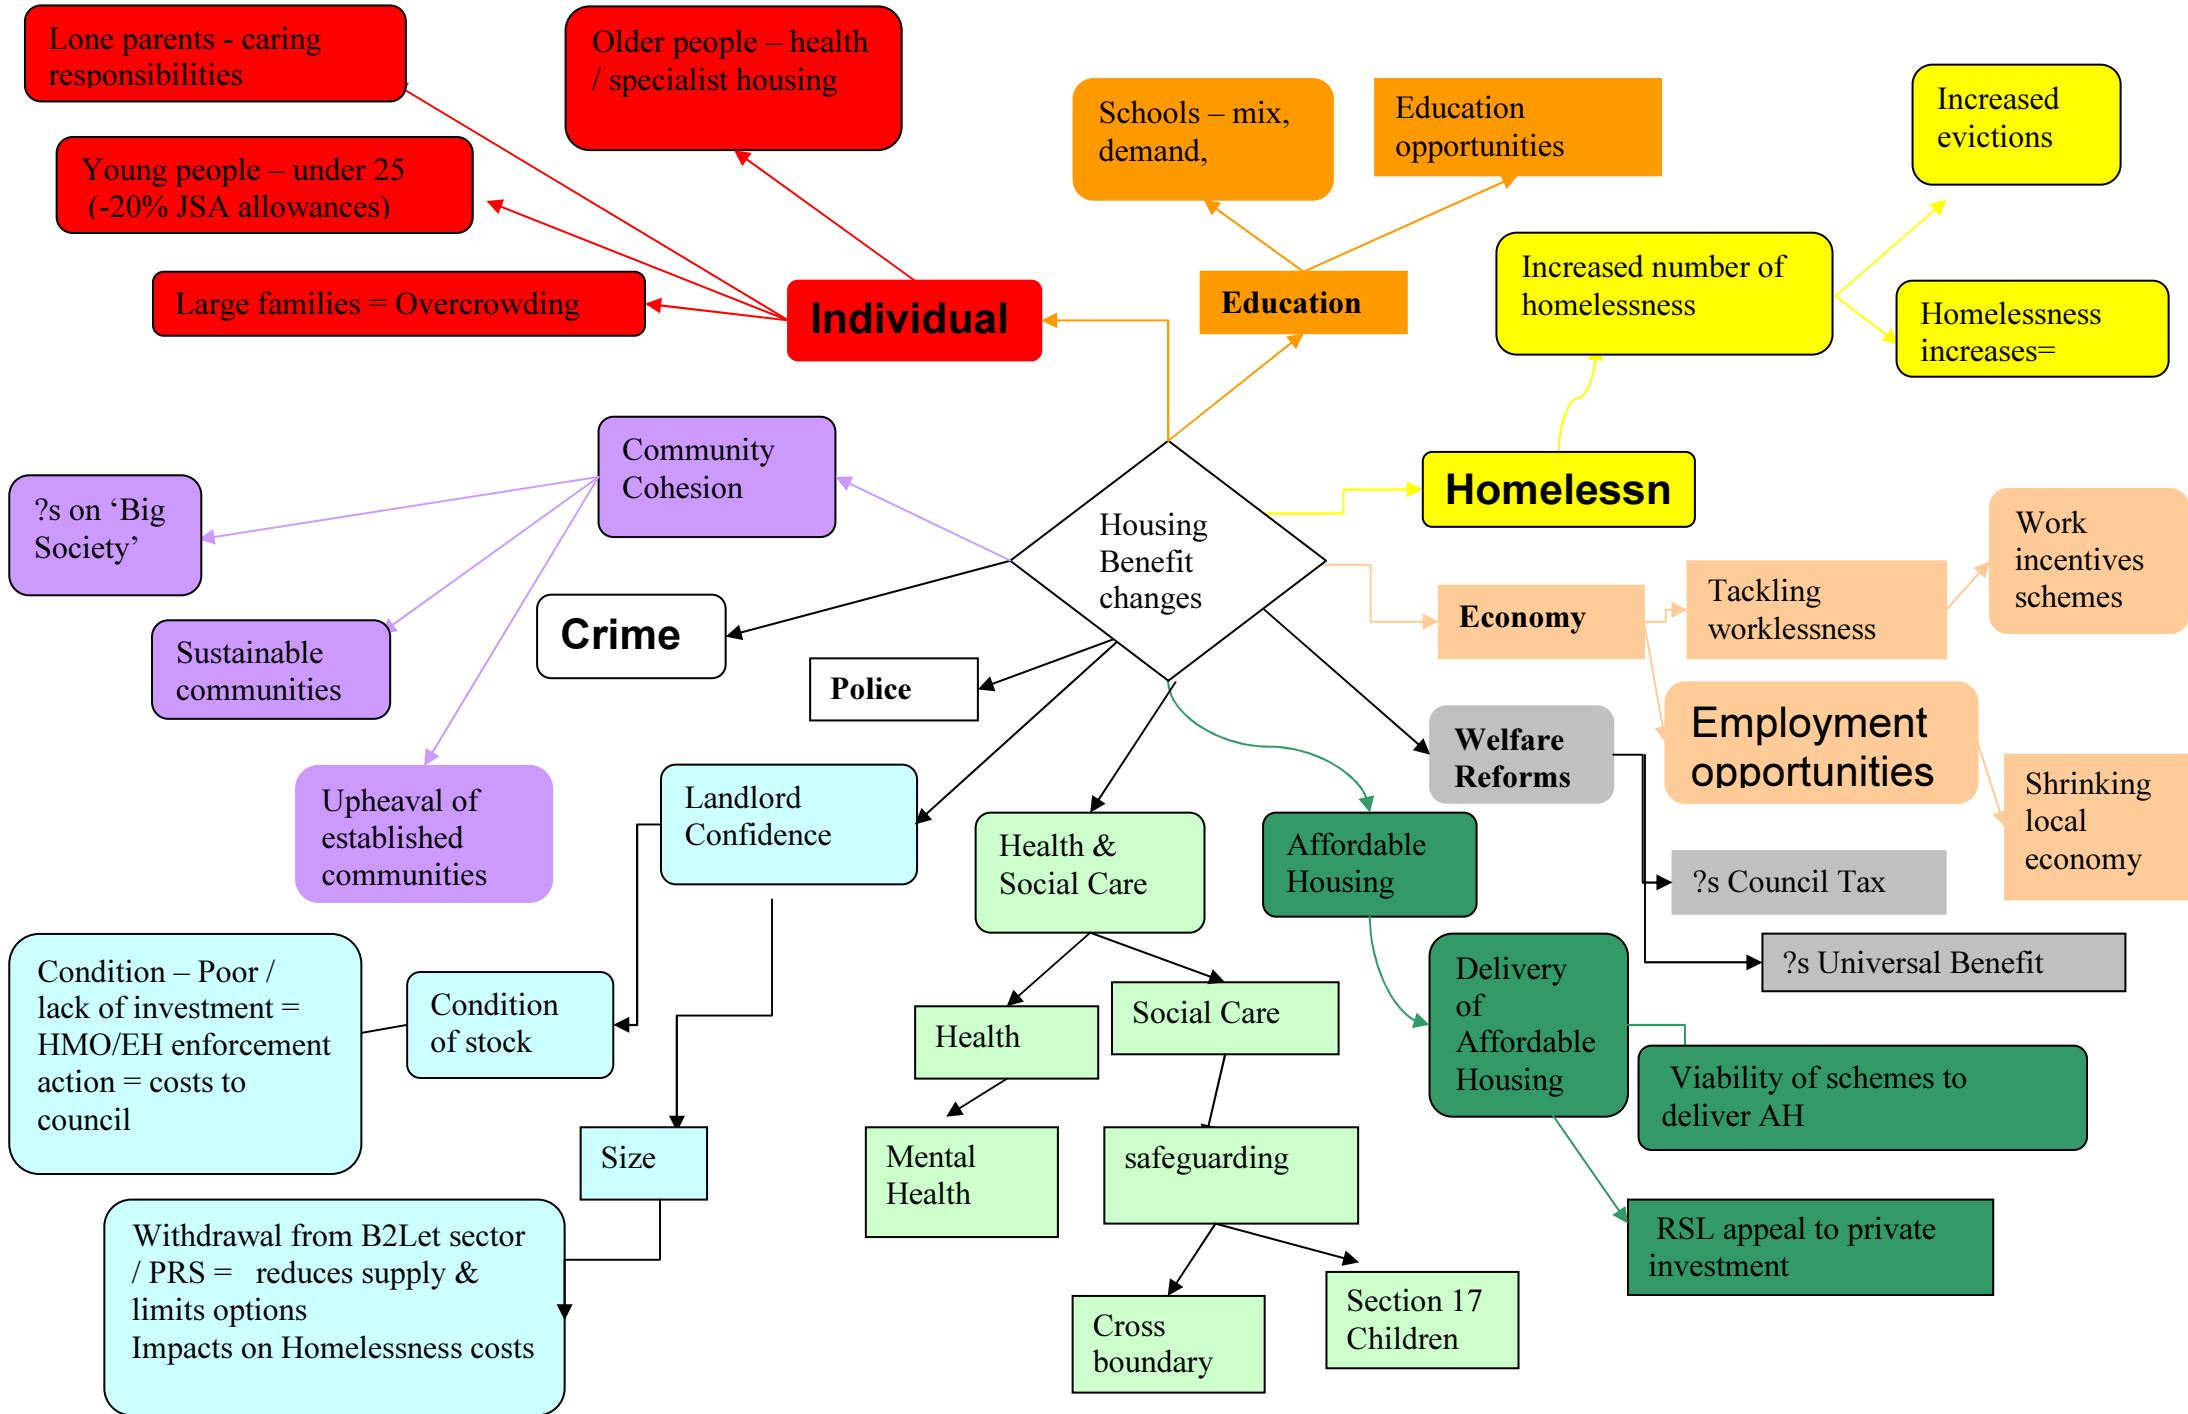 Lone parents - caring
responsibilities
Older people – health
/ specialist housing
Young people – under 25
(-20% JSA allowances)
Large families = Overcrowding
Individual
Schools – mix,
demand,
Education
opportunities
Education
Increased
evictions
Increased number of
homelessness
Homelessness
increases=
Homelessn
Community
Cohesion
?s on ‘Big
Society’
Sustainable
communities
Upheaval of
established
communities
Housing
Benefit
changes
Crime
Police
Economy
Tackling
worklessness
Work
incentives
schemes
Employment
opportunities
Shrinking
local
economy
Welfare
Reforms
?s Council Tax
?s Universal Benefit
Landlord
Confidence
Condition
of stock
Condition – Poor /
lack of investment =
HMO/EH enforcement
action = costs to
council
Size
Withdrawal from B2Let sector
/ PRS =   reduces supply &
limits options
Impacts on Homelessness costs
Health &
Social Care
Health
Social Care
Mental
Health
safeguarding
Cross
boundary
Section 17
Children
Affordable
Housing
Delivery
of
Affordable
Housing
Viability of schemes to
deliver AH
RSL appeal to private
investment